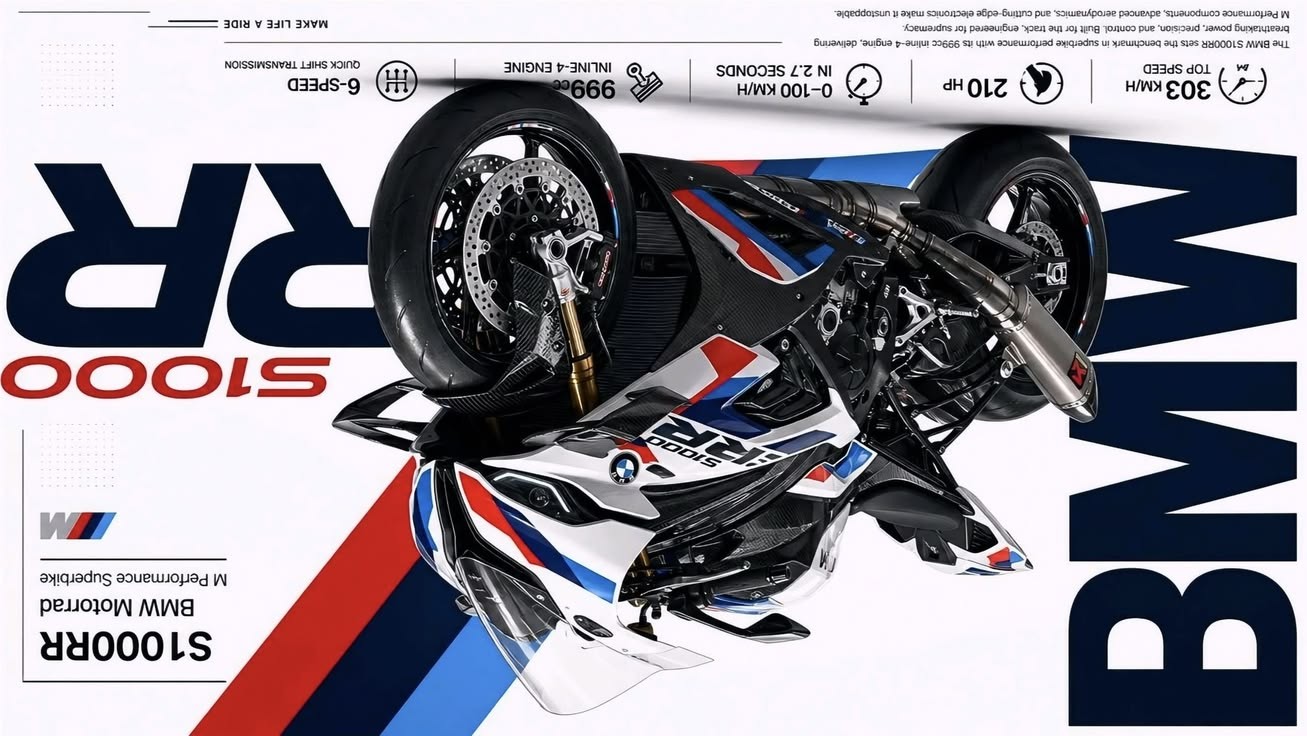 BMW
S1000RR
BMW Motorrad
M Performance Superbike
M
S1000
RR
S1000
RR
303 KM/H
TOP SPEED
210 HP
0–100 KM/H
IN 2.7 SECONDS
999cc
INLINE-4 ENGINE
6-SPEED
QUICK SHIFT TRANSMISSION
The BMW S1000RR sets the benchmark in superbike performance with its 999cc inline-4 engine, delivering
breathtaking power, precision, and control. Built for the track, engineered for supremacy.
M Performance components, advanced aerodynamics, and cutting-edge electronics make it unstoppable.
MAKE LIFE A RIDE